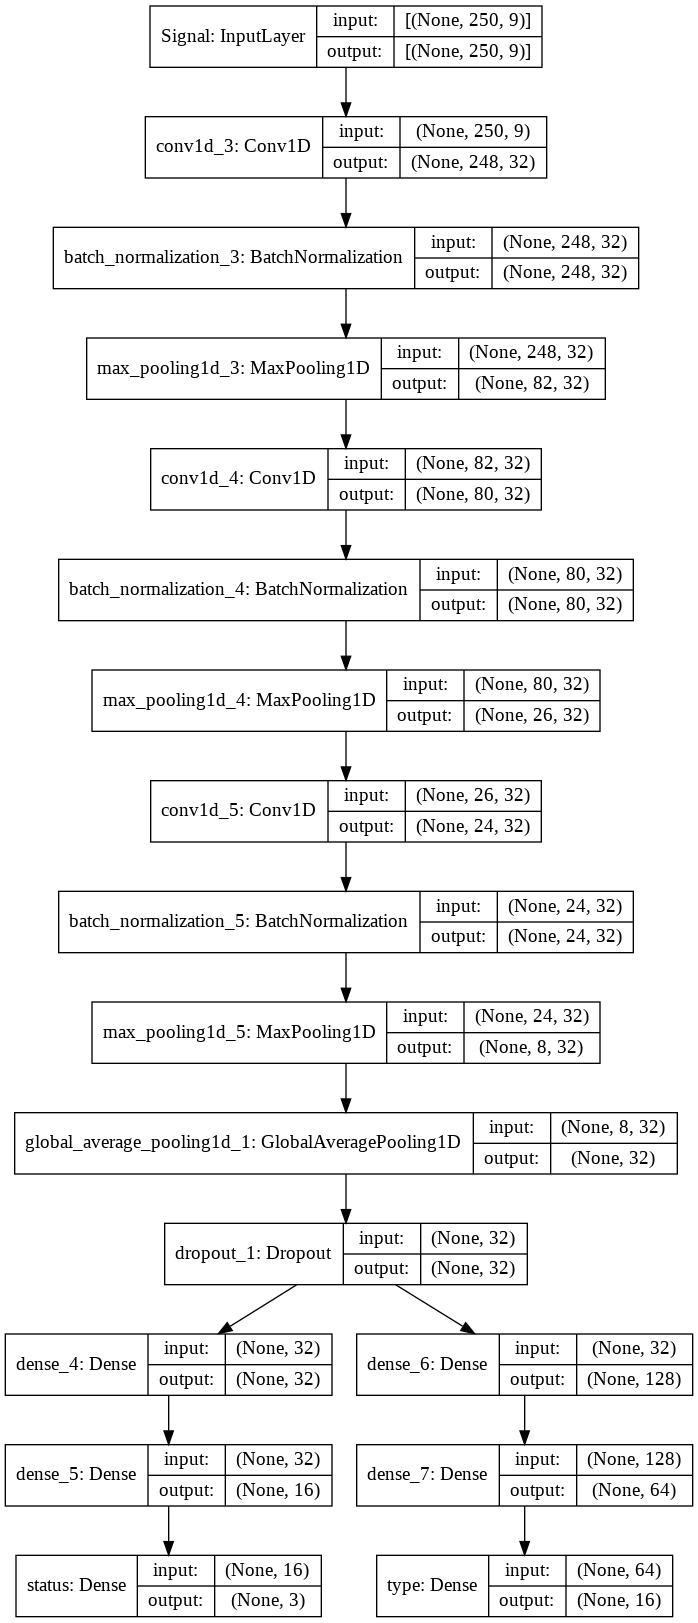 Signal: InputLayer
input: [(None, 250, 9)]
output: [(None, 250, 9)]
conv1d_3: Conv1D
input: (None, 250, 9)
output: (None, 248, 32)
batch_normalization_3: BatchNormalization
input: (None, 248, 32)
output: (None, 248, 32)
max_pooling1d_3: MaxPooling1D
input: (None, 248, 32)
output: (None, 82, 32)
conv1d_4: Conv1D
input: (None, 82, 32)
output: (None, 80, 32)
batch_normalization_4: BatchNormalization
input: (None, 80, 32)
output: (None, 80, 32)
max_pooling1d_4: MaxPooling1D
input: (None, 80, 32)
output: (None, 26, 32)
conv1d_5: Conv1D
input: (None, 26, 32)
output: (None, 24, 32)
batch_normalization_5: BatchNormalization
input: (None, 24, 32)
output: (None, 24, 32)
max_pooling1d_5: MaxPooling1D
input: (None, 24, 32)
output: (None, 8, 32)
global_average_pooling1d_1: GlobalAveragePooling1D
input: (None, 8, 32)
output: (None, 32)
dropout_1: Dropout
input: (None, 32)
output: (None, 32)
dense_4: Dense
input: (None, 32)
output: (None, 32)
dense_6: Dense
input: (None, 32)
output: (None, 128)
dense_5: Dense
input: (None, 32)
output: (None, 16)
dense_7: Dense
input: (None, 128)
output: (None, 64)
status: Dense
input: (None, 16)
output: (None, 3)
type: Dense
input: (None, 64)
output: (None, 16)